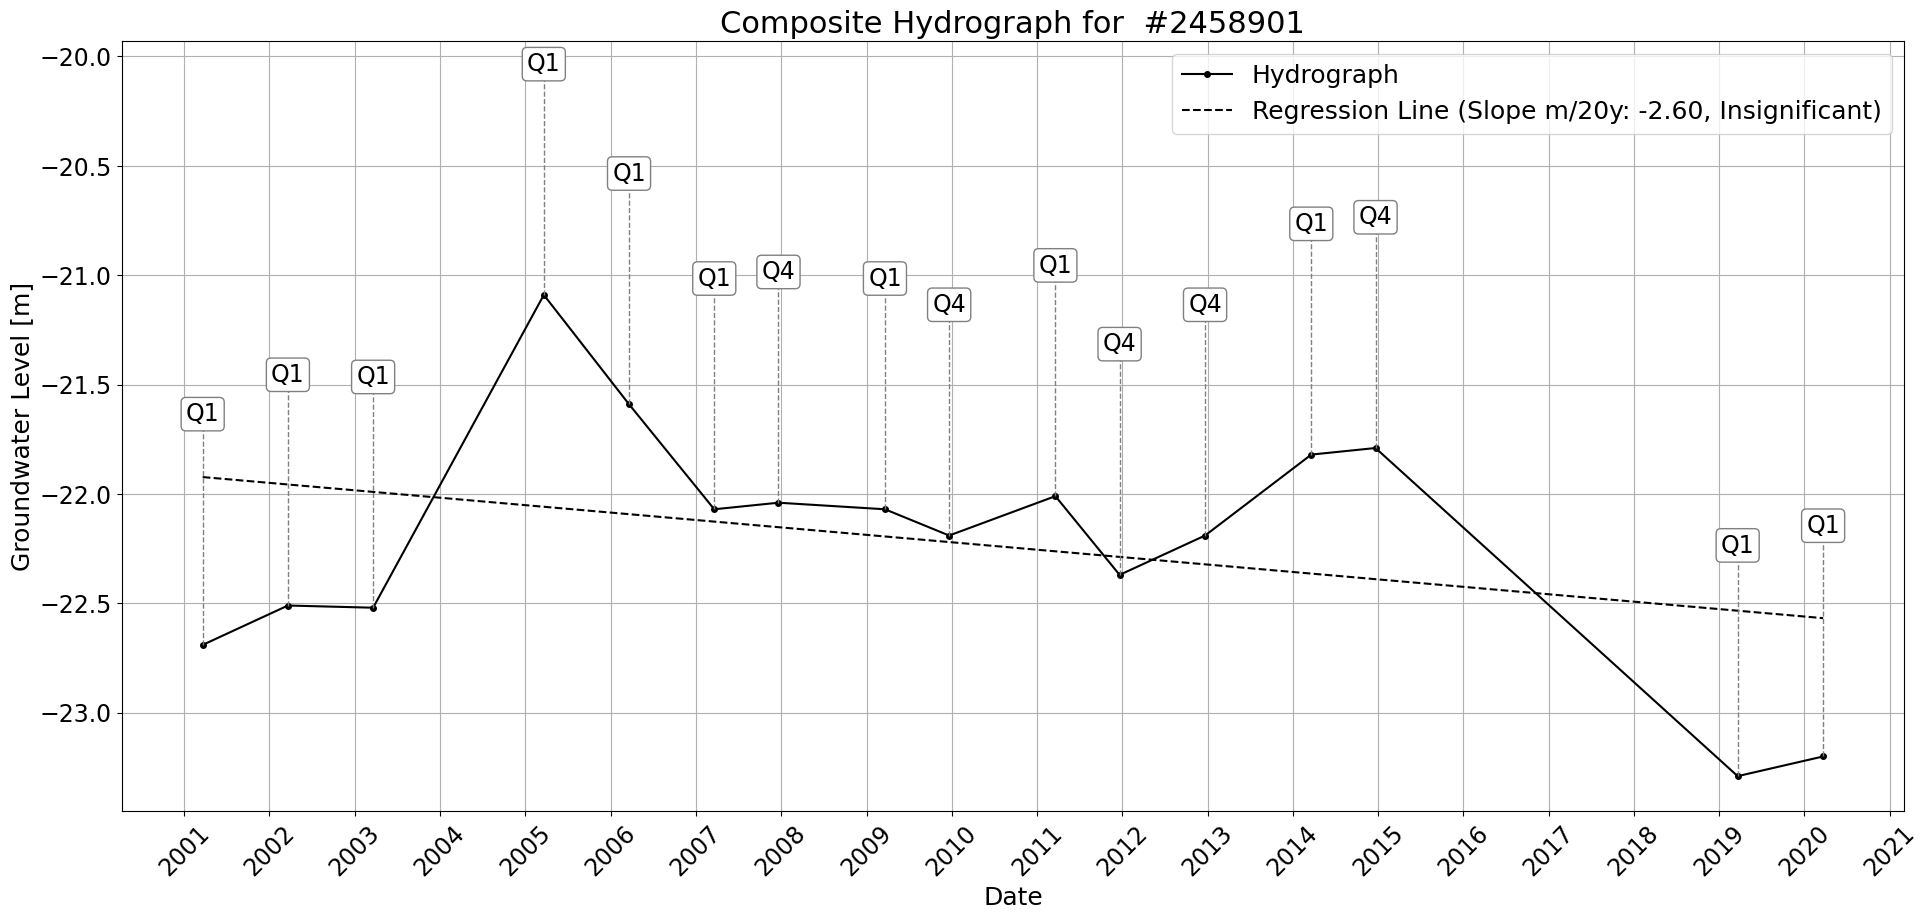 Composite Hydrograph for #2458901
Hydrograph
Regression Line (Slope m/20y: -2.60, Insignificant)
Groundwater Level [m]
−20.0
−20.5
−21.0
−21.5
−22.0
−22.5
−23.0
Q1
Q1
Q1
Q1
Q1
Q1
Q4
Q1
Q4
Q1
Q4
Q4
Q1
Q4
Q1
Q1
2001
2002
2003
2004
2005
2006
2007
2008
2009
2010
2011
2012
2013
2014
2015
2016
2017
2018
2019
2020
2021
Date